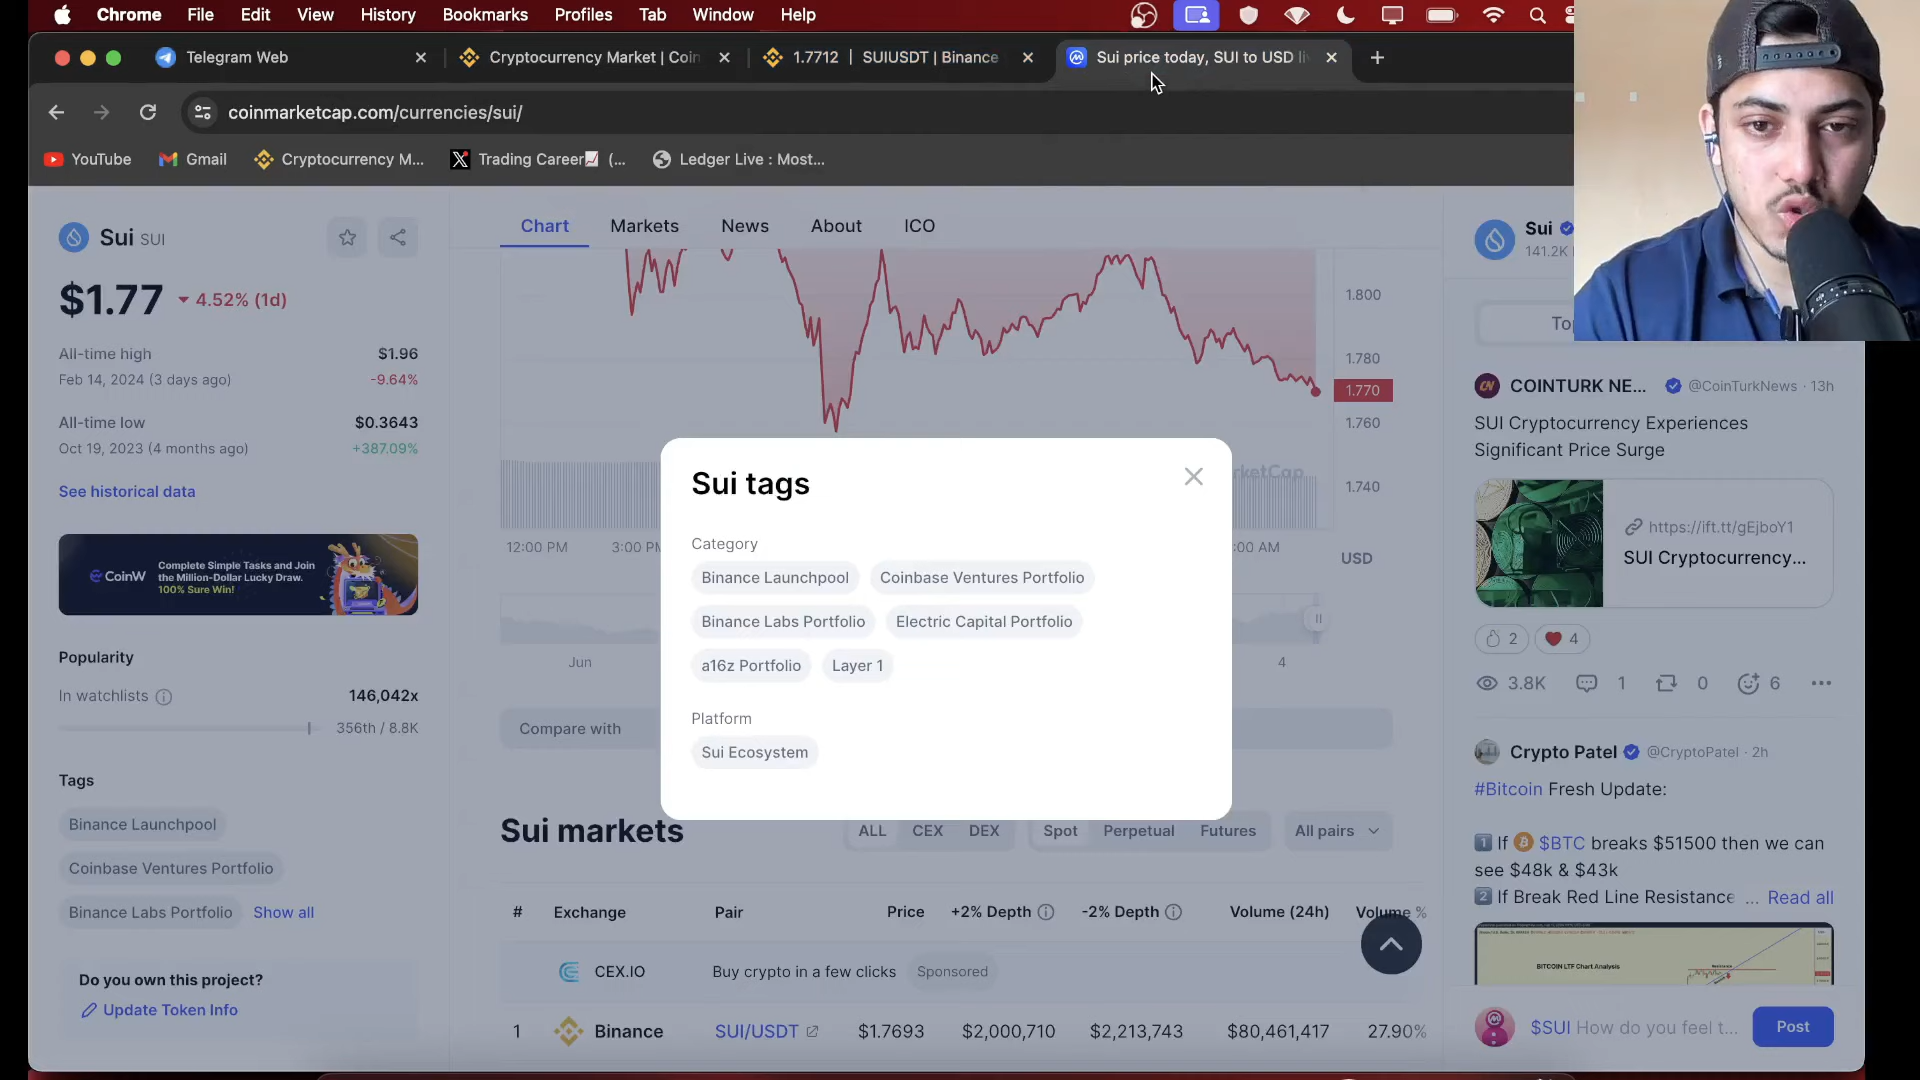 Chrome File Edit View History Bookmarks Profiles Tab Window Help
Telegram Web
Cryptocurrency Market | Coin
1.7712 | SUIUSDT | Binance
Sui price today, SUI to USD li
coinmarketcap.com/currencies/sui/
YouTube Gmail Cryptocurrency M... Trading Career📈 (... Ledger Live : Most...
Sui SUI
$1.77 4.52% (1d)
All-time high $1.96
Feb 14, 2024 (3 days ago) -9.64%
All-time low $0.3643
Oct 19, 2023 (4 months ago) +387.09%
See historical data
CoinW
Complete Simple Tasks and Join
the Million-Dollar Lucky Draw.
100% Sure Win!
Popularity
In watchlists 146,042x
356th / 8.8K
Tags
Binance Launchpool
Coinbase Ventures Portfolio
Binance Labs Portfolio Show all
Do you own this project?
Update Token Info
Chart Markets News About ICO
1.800
1.780
1.770
1.760
1.740
12:00 PM 3:00 PM :00 AM USD
Jun 4
Compare with
Sui tags
Category
Binance Launchpool Coinbase Ventures Portfolio
Binance Labs Portfolio Electric Capital Portfolio
a16z Portfolio Layer 1
Platform
Sui Ecosystem
Sui markets ALL CEX DEX Spot Perpetual Futures All pairs
# Exchange Pair Price +2% Depth -2% Depth Volume (24h) Volume %
CEX.IO Buy crypto in a few clicks Sponsored
1 Binance SUI/USDT $1.7693 $2,000,710 $2,213,743 $80,461,417 27.90%
Sui
141.2K
Top
COINTURK NE... @CoinTurkNews · 13h
SUI Cryptocurrency Experiences
Significant Price Surge
https://ift.tt/gEjboY1
SUI Cryptocurrency...
2 4
3.8K 1 0 6
Crypto Patel @CryptoPatel · 2h
#Bitcoin Fresh Update:
1 If $BTC breaks $51500 then we can
see $48k & $43k
2 If Break Red Line Resistance ... Read all
BITCOIN LTF Chart Analysis
$SUI How do you feel t... Post